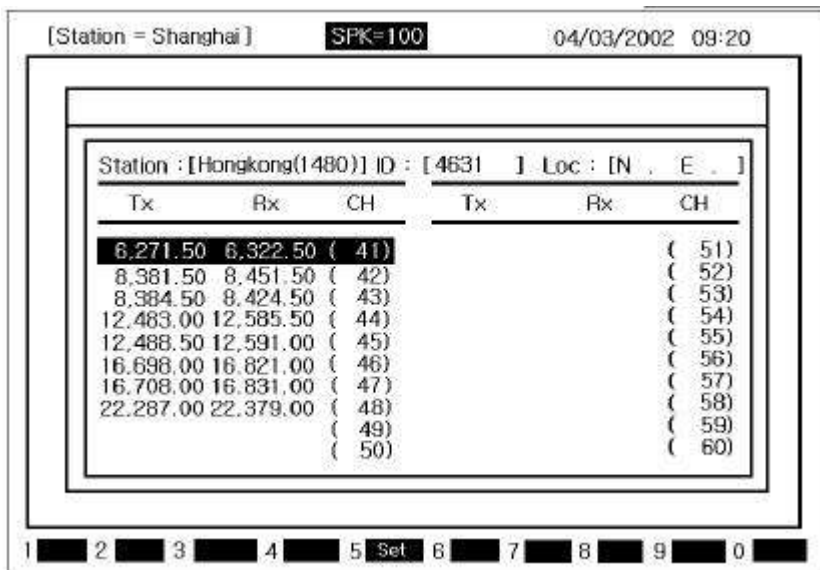 [Station = Shanghai] SPK=100 04/03/2002 09:20
Station :[Hongkong(1480)] ID : [4631 ] Loc : [N . E . ]
Tx Rx CH Tx Rx CH
6,271.50 6,322.50 ( 41) ( 51)
8,381.50 8,451.50 ( 42) ( 52)
8,384.50 8,424.50 ( 43) ( 53)
12,483.00 12,585.50 ( 44) ( 54)
12,488.50 12,591.00 ( 45) ( 55)
16,698.00 16,821.00 ( 46) ( 56)
16,708.00 16,831.00 ( 47) ( 57)
22,287.00 22,379.00 ( 48) ( 58)
( 49) ( 59)
( 50) ( 60)
1 2 3 4 5 Set 6 7 8 9 0